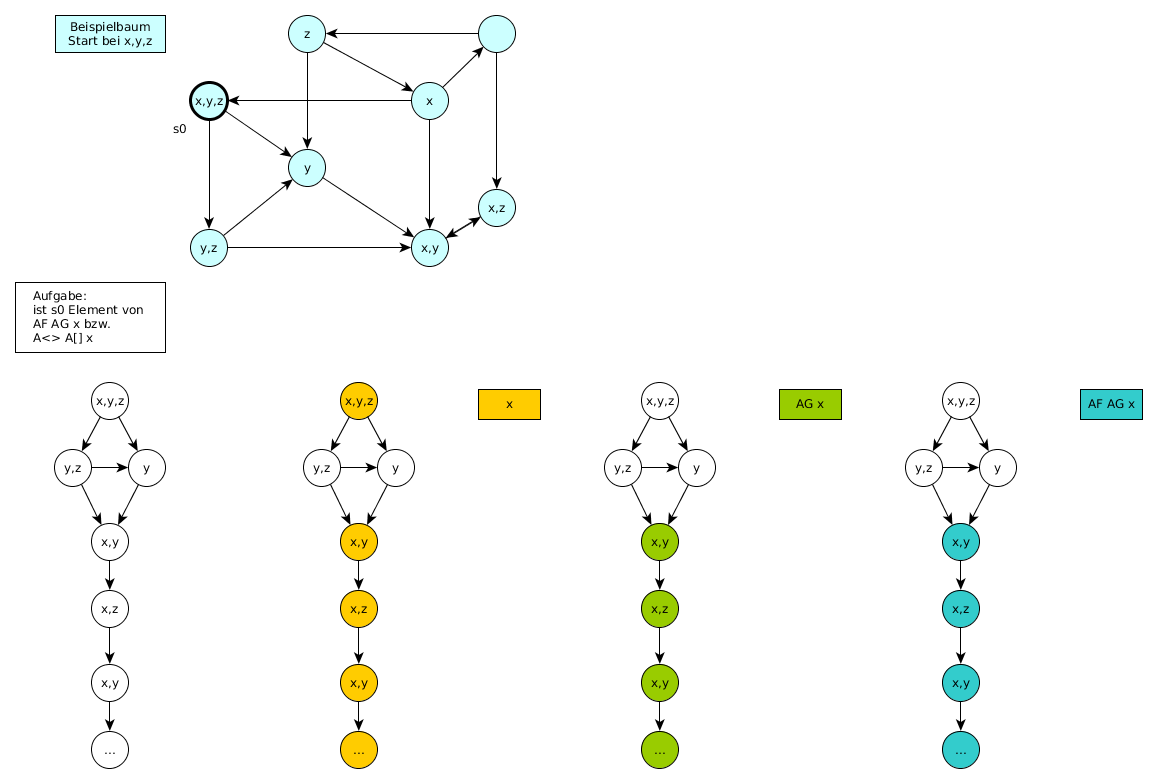 Beispielbaum
Start bei x,y,z
z
x,y,z
x
s0
y
x,z
y,z
x,y
Aufgabe:
ist s0 Element von
AF AG x bzw.
A<> A[] x
x,y,z
y,z
y
x,y
x,z
x,y
...
x,y,z
x
y,z
y
x,y
x,z
x,y
...
x,y,z
AG x
y,z
y
x,y
x,z
x,y
...
x,y,z
AF AG x
y,z
y
x,y
x,z
x,y
...